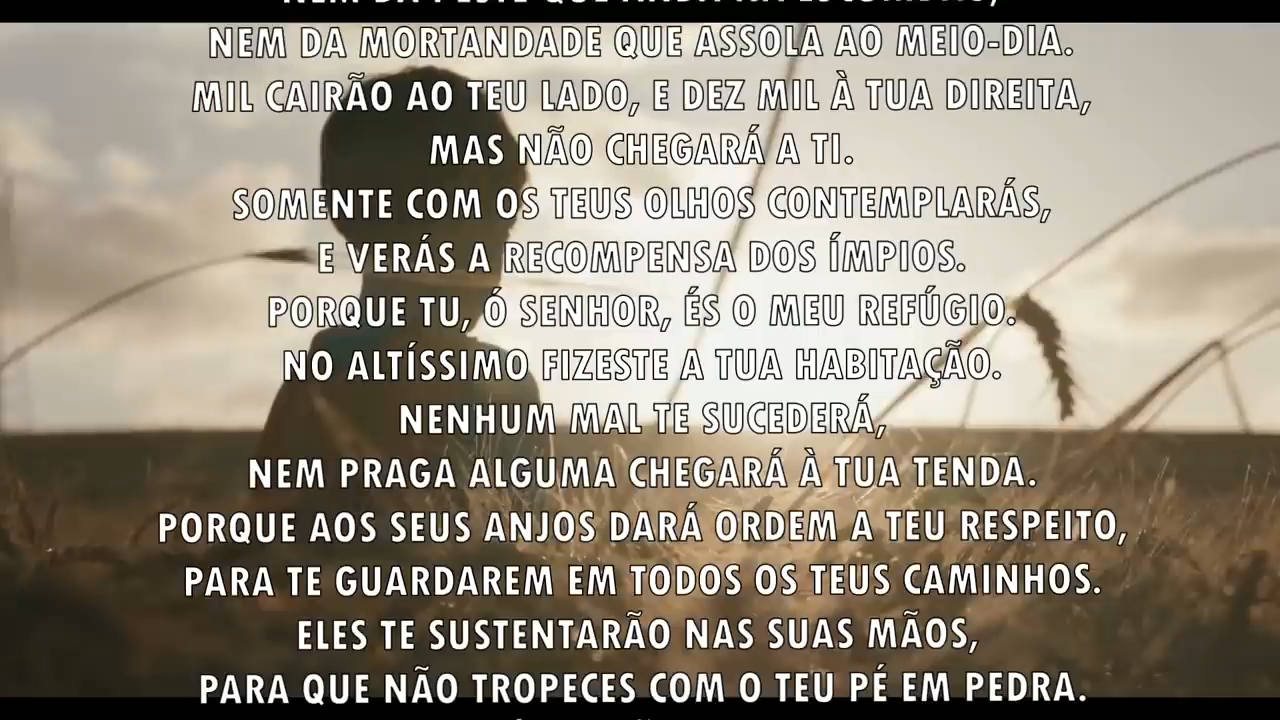 NEM DA MORTANDADE QUE ASSOLA AO MEIO-DIA.
MIL CAIRÃO AO TEU LADO, E DEZ MIL À TUA DIREITA,
MAS NÃO CHEGARÁ A TI.
SOMENTE COM OS TEUS OLHOS CONTEMPLARÁS,
E VERÁS A RECOMPENSA DOS ÍMPIOS.
PORQUE TU, Ó SENHOR, ÉS O MEU REFÚGIO.
NO ALTÍSSIMO FIZESTE A TUA HABITAÇÃO.
NENHUM MAL TE SUCEDERÁ,
NEM PRAGA ALGUMA CHEGARÁ À TUA TENDA.
PORQUE AOS SEUS ANJOS DARÁ ORDEM A TEU RESPEITO,
PARA TE GUARDAREM EM TODOS OS TEUS CAMINHOS.
ELES TE SUSTENTARÃO NAS SUAS MÃOS,
PARA QUE NÃO TROPECES COM O TEU PÉ EM PEDRA.